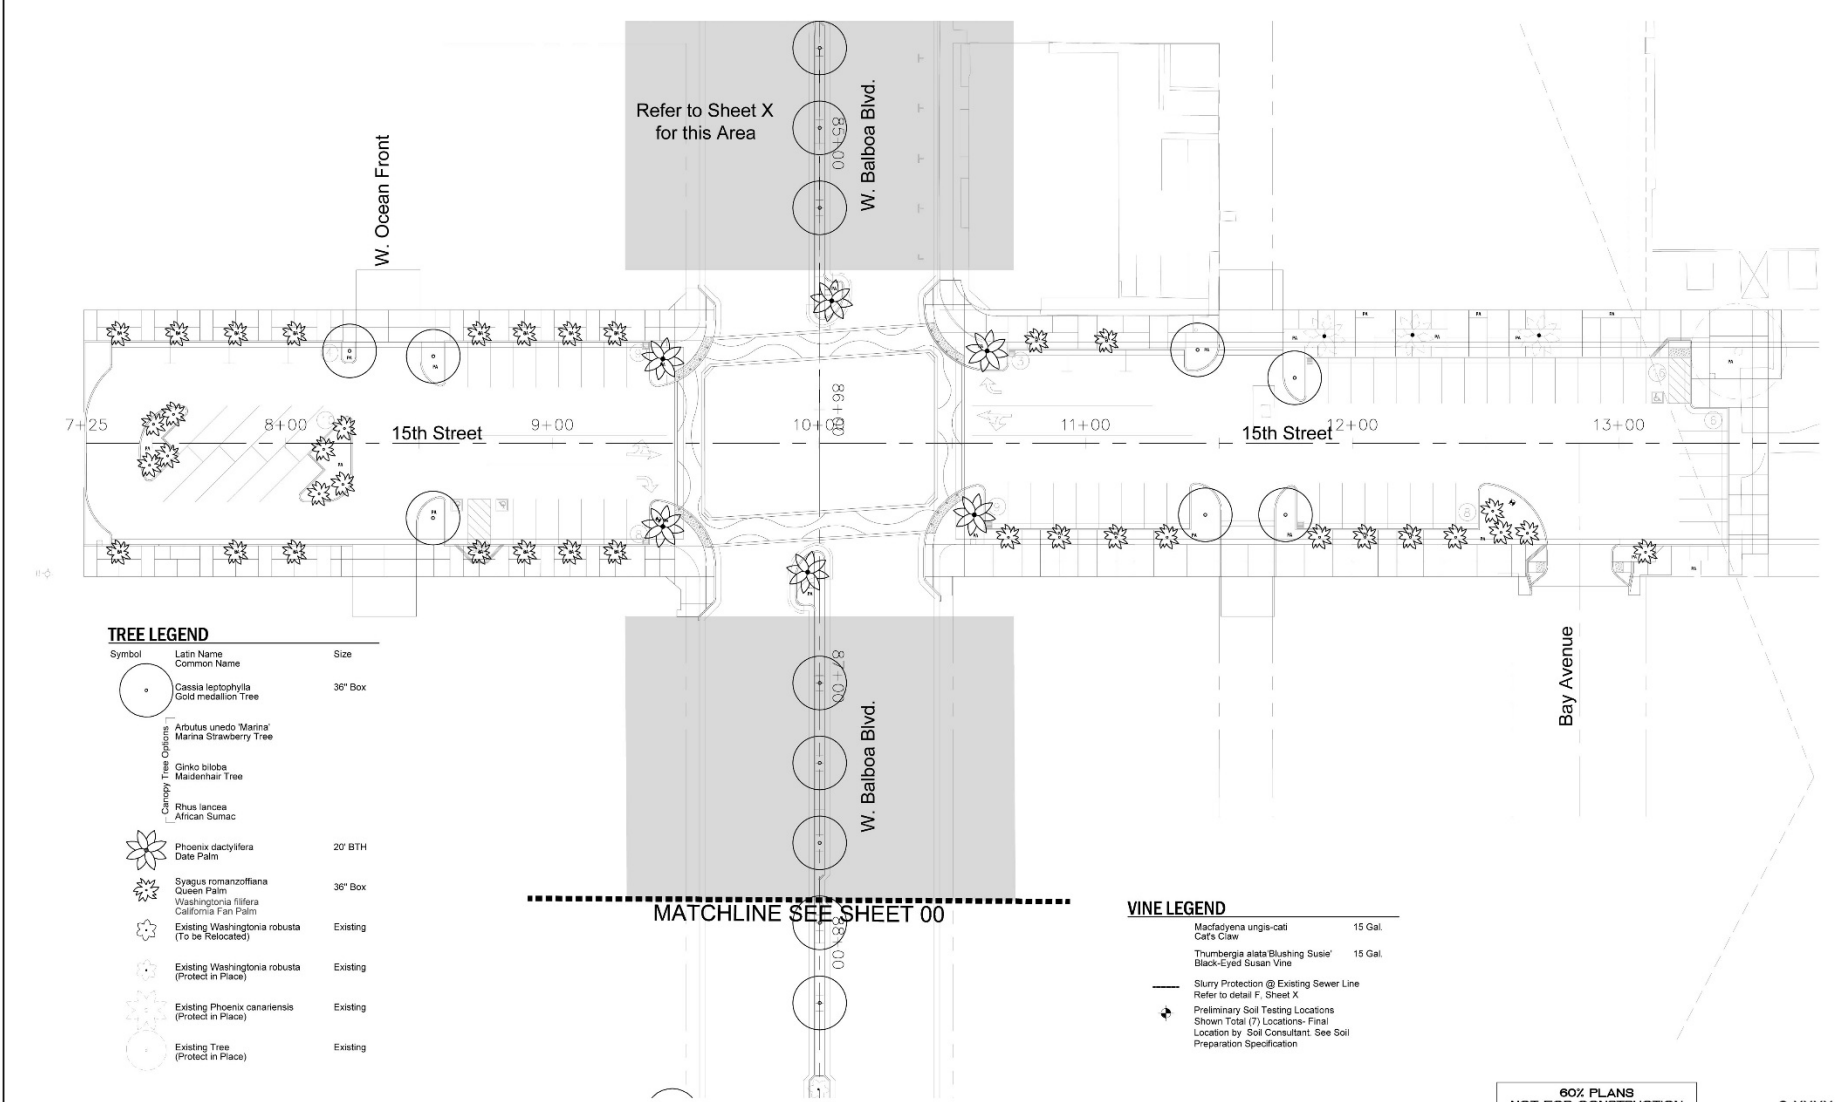 Refer to Sheet X
for this Area
W. Balboa Blvd.
85+00
W. Ocean Front
7+25
8+00
15th Street
9+00
10+00
86+00
11+00
15th Street
12+00
13+00
87+00
W. Balboa Blvd.
Bay Avenue
MATCHLINE SEE SHEET 00
88+00
TREE LEGEND
Symbol Latin Name Size
Common Name
Cassia leptophylla 36" Box
Gold medallion Tree
Canopy Tree Options
Arbutus unedo 'Marina'
Marina Strawberry Tree
Ginko biloba
Maidenhair Tree
Rhus lancea
African Sumac
Phoenix dactylifera 20' BTH
Date Palm
Syagus romanzoffiana 36" Box
Queen Palm
Washingtonia filifera
California Fan Palm
Existing Washingtonia robusta Existing
(To be Relocated)
Existing Washingtonia robusta Existing
(Protect in Place)
Existing Phoenix canariensis Existing
(Protect in Place)
Existing Tree Existing
(Protect in Place)
VINE LEGEND
Macfadyena ungis-cati 15 Gal.
Cat's Claw
Thumbergia alata'Blushing Susie' 15 Gal.
Black-Eyed Susan Vine
Slurry Protection @ Existing Sewer Line
Refer to detail F, Sheet X
Preliminary Soil Testing Locations
Shown Total (7) Locations- Final
Location by Soil Consultant. See Soil
Preparation Specification
60% PLANS
NOT FOR CONSTRUCTION